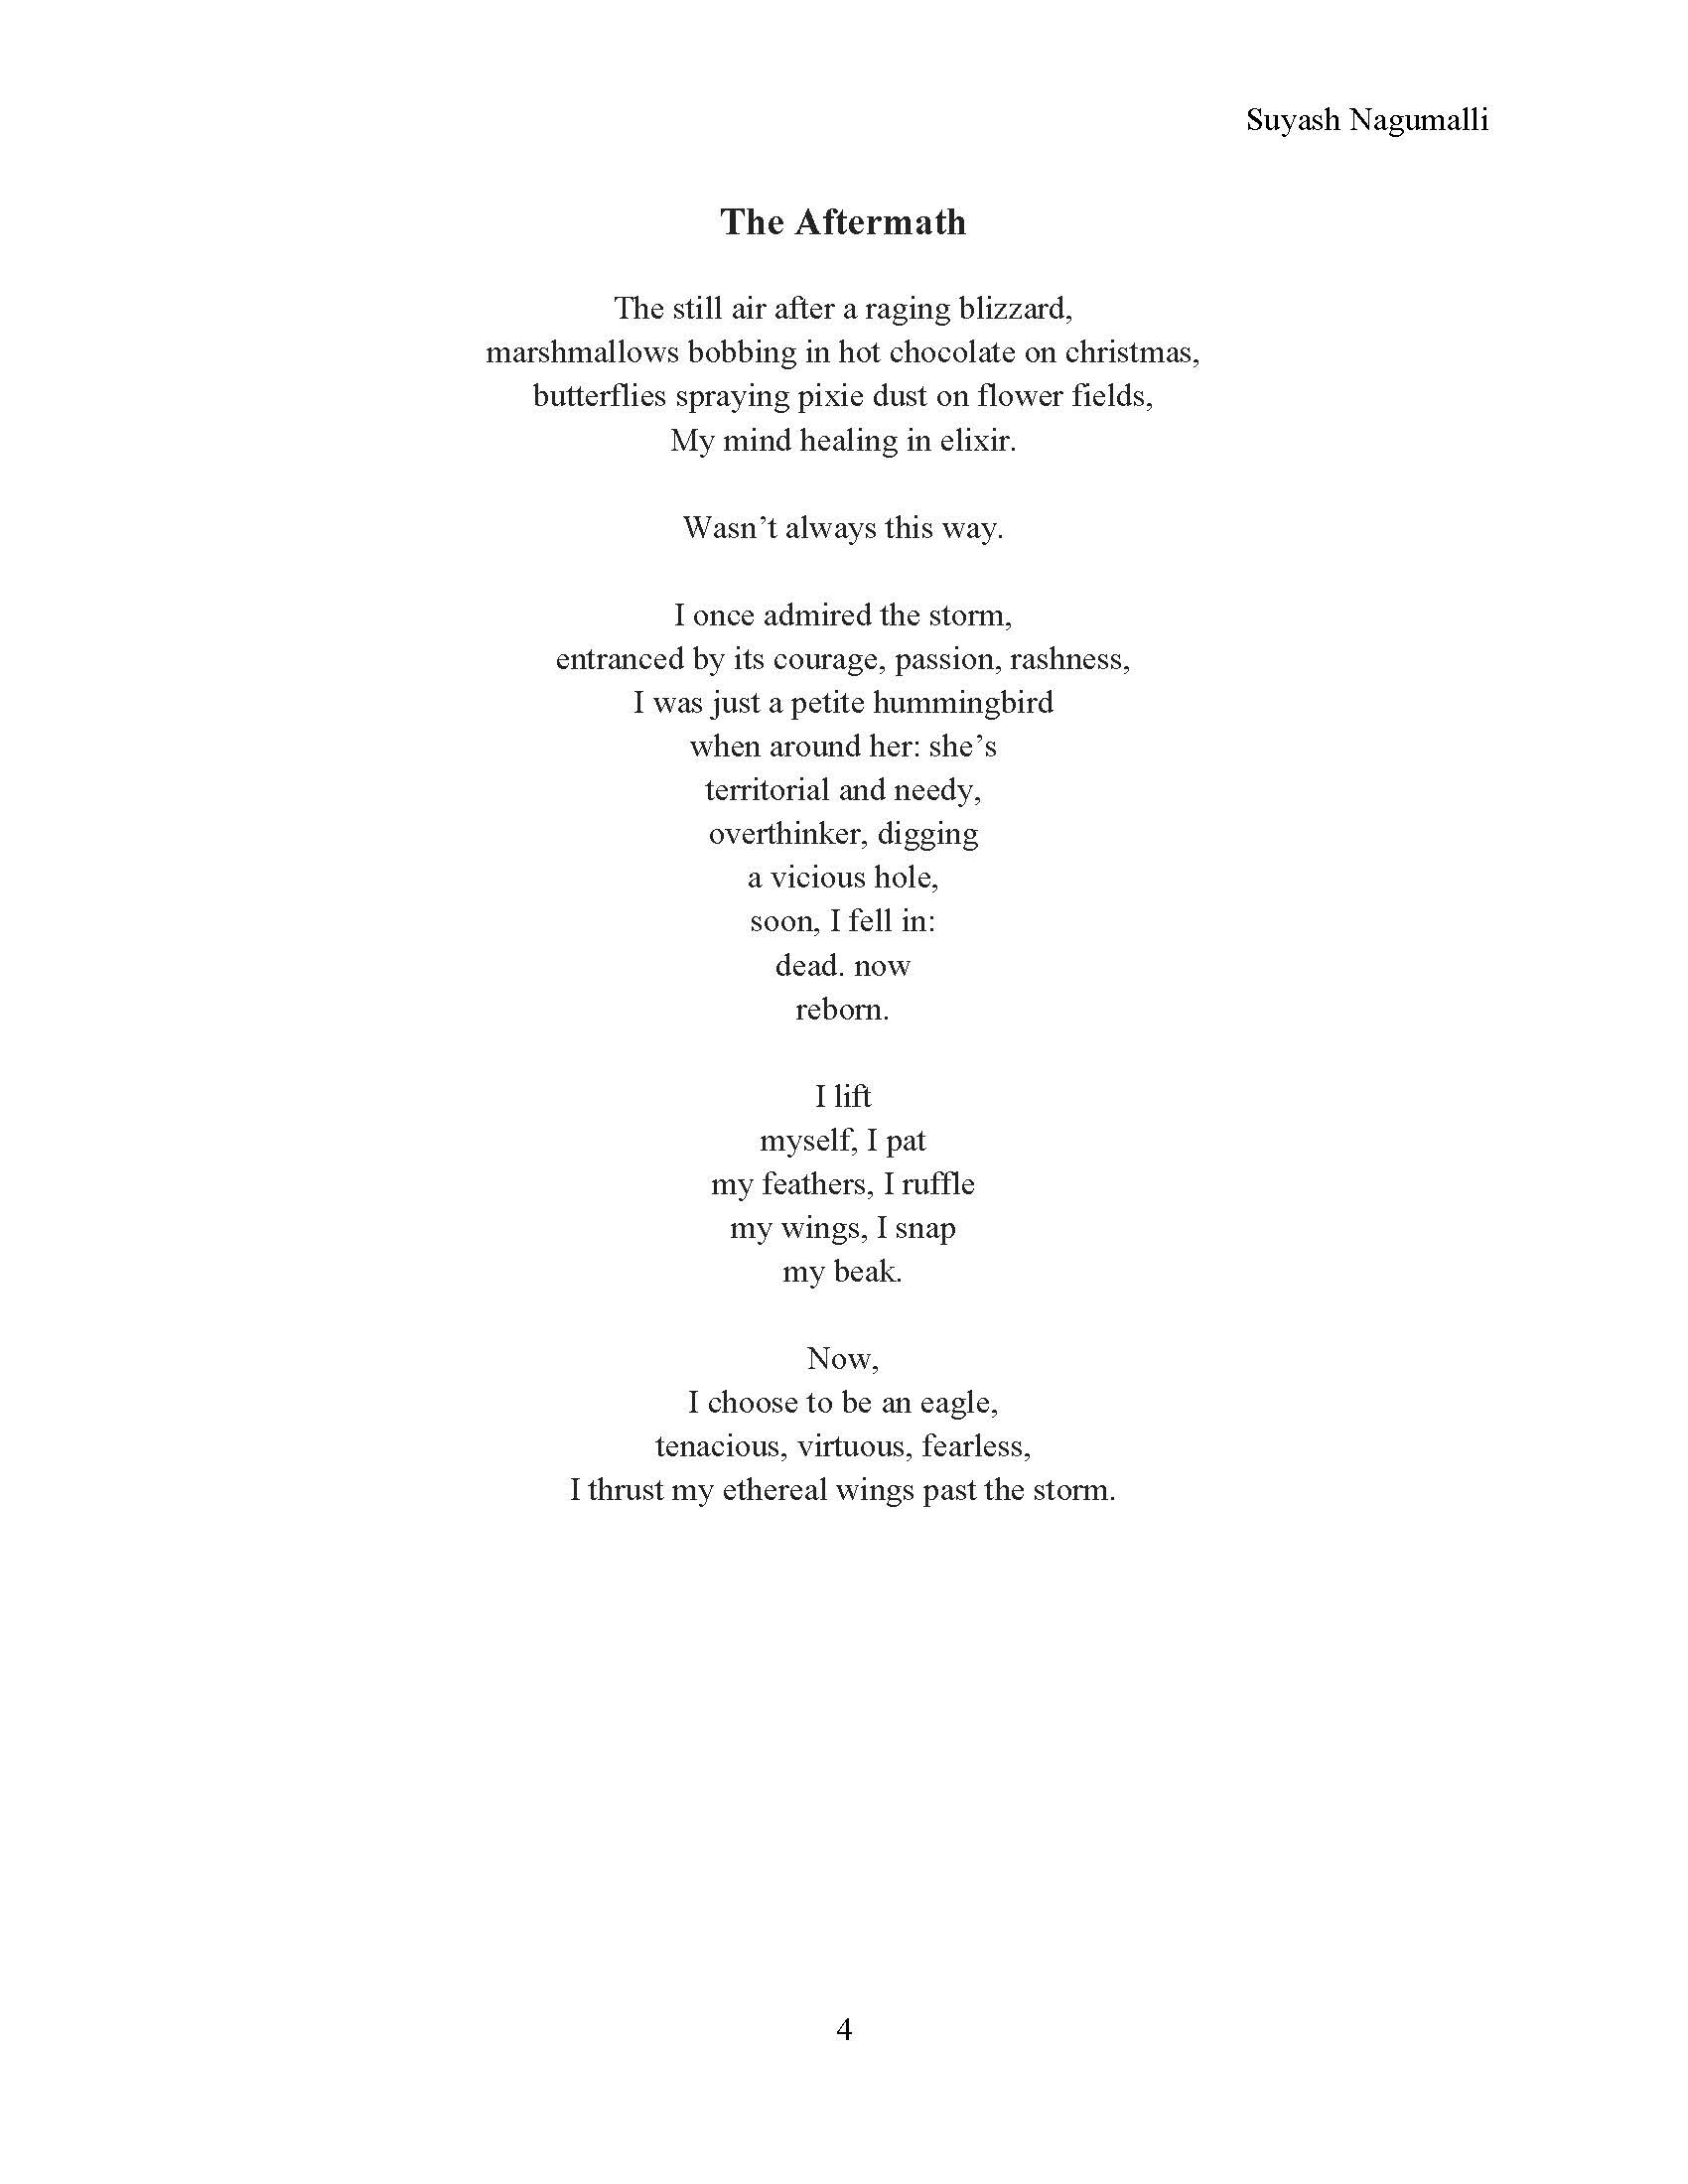 Suyash Nagumalli
The Aftermath
The still air after a raging blizzard,
marshmallows bobbing in hot chocolate on christmas,
butterflies spraying pixie dust on flower fields,
My mind healing in elixir.
Wasn’t always this way.
I once admired the storm,
entranced by its courage, passion, rashness,
I was just a petite hummingbird
when around her: she’s
territorial and needy,
overthinker, digging
a vicious hole,
soon, I fell in:
dead. now
reborn.
I lift
myself, I pat
my feathers, I ruffle
my wings, I snap
my beak.
Now,
I choose to be an eagle,
tenacious, virtuous, fearless,
I thrust my ethereal wings past the storm.
4